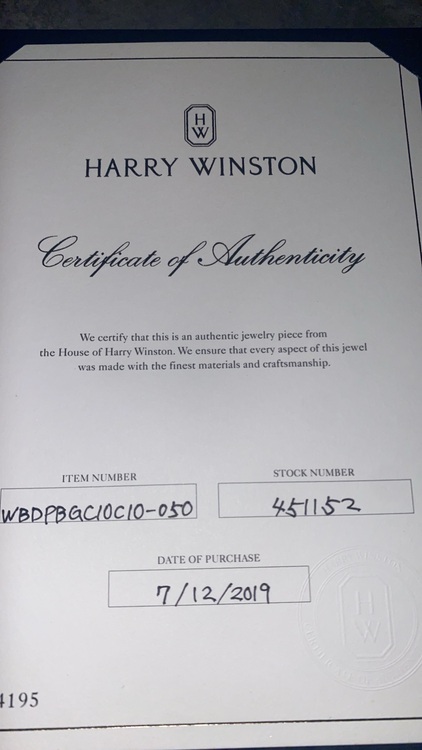 H
W
HARRY WINSTON
Certificate of Authenticity
We certify that this is an authentic jewelry piece from
the House of Harry Winston. We ensure that every aspect of this jewel
was made with the finest materials and craftsmanship.
ITEM NUMBER
WBDPBGC10C10-050
STOCK NUMBER
451152
DATE OF PURCHASE
7/12/2019
H
W
4195